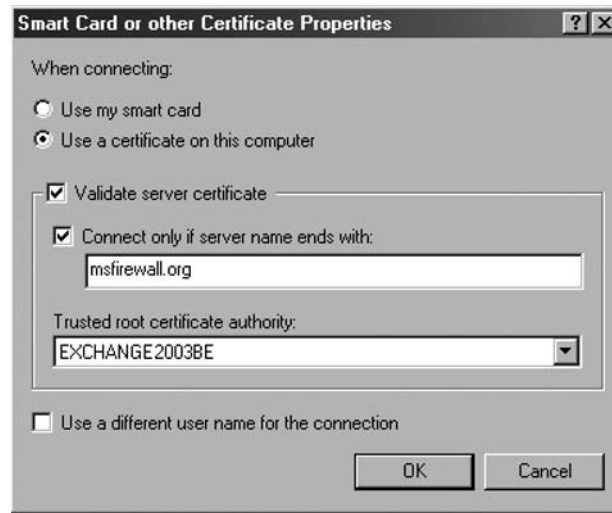 Smart Card or other Certificate Properties
When connecting:
Use my smart card
Use a certificate on this computer
Validate server certificate
Connect only if server name ends with:
msfirewall.org
Trusted root certificate authority:
EXCHANGE2003BE
Use a different user name for the connection
OK Cancel